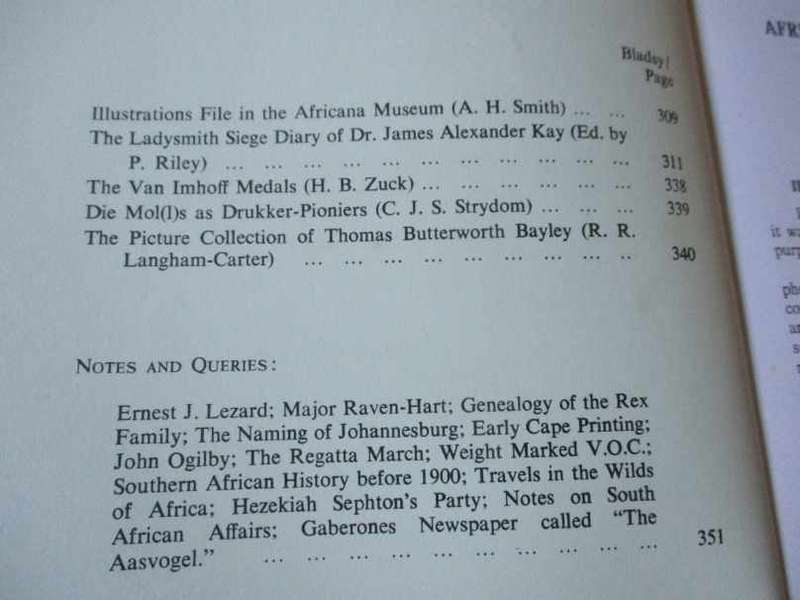 Bladsy/
Page
Illustrations File in the Africana Museum (A. H. Smith) ... ... 309
The Ladysmith Siege Diary of Dr. James Alexander Kay (Ed. by
P. Riley) ... ... ... ... ... ... ... ... ... ... ... 311
The Van Imhoff Medals (H. B. Zuck) ... ... ... ... ... ... 338
Die Mol(l)s as Drukker-Pioniers (C. J. S. Strydom) ... ... ... 339
The Picture Collection of Thomas Butterworth Bayley (R. R.
Langham-Carter) ... ... ... ... ... ... ... ... .. 340
NOTES AND QUERIES:
Ernest J. Lezard; Major Raven-Hart; Genealogy of the Rex
Family; The Naming of Johannesburg; Early Cape Printing;
John Ogilby; The Regatta March; Weight Marked V.O.C.;
Southern African History before 1900; Travels in the Wilds
of Africa; Hezekiah Sephton's Party; Notes on South
African Affairs; Gaberones Newspaper called "The
Aasvogel." ... ... ... ... ... ... ... ... ... ... 351
it